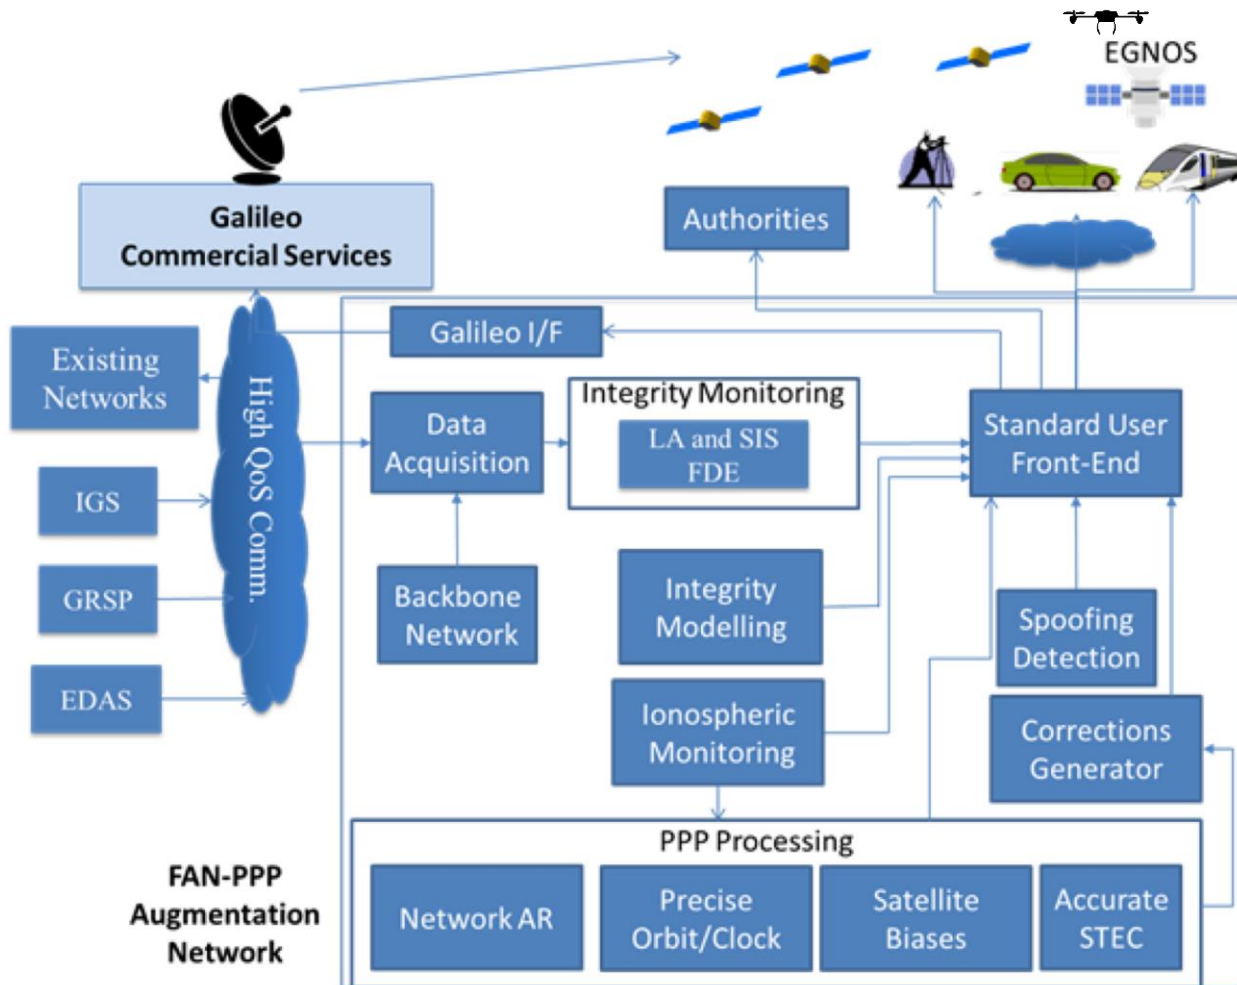 EGNOS
Galileo
Commercial Services
Authorities
Galileo I/F
Existing
Networks
High QoS Comm.
Data
Acquisition
Integrity Monitoring
LA and SIS
FDE
Standard User
Front-End
IGS
GRSP
EDAS
Backbone
Network
Integrity
Modelling
Spoofing
Detection
Ionospheric
Monitoring
Corrections
Generator
PPP Processing
FAN-PPP
Augmentation
Network
Network AR
Precise
Orbit/Clock
Satellite
Biases
Accurate
STEC